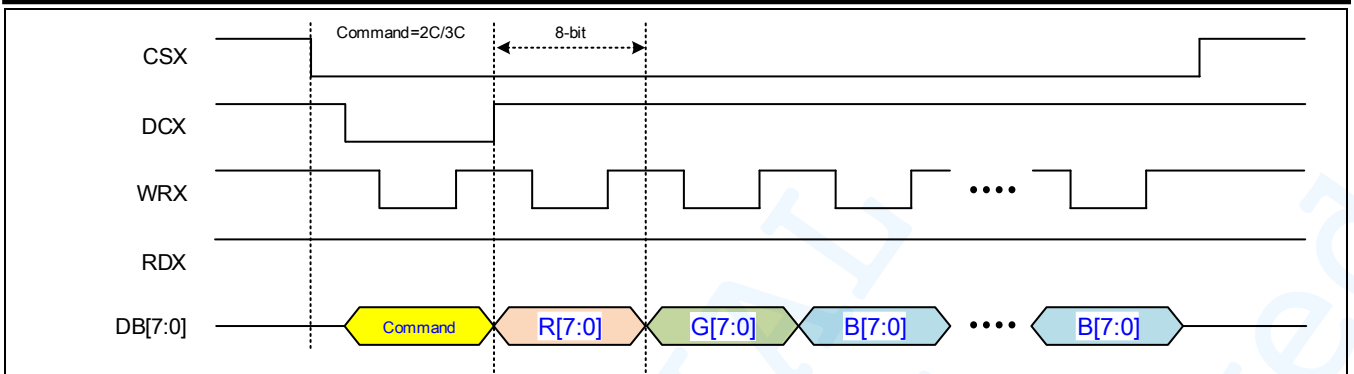 Command=2C/3C
8-bit
CSX
DCX
WRX
RDX
DB[7:0]
Command
R[7:0]
G[7:0]
B[7:0]
B[7:0]